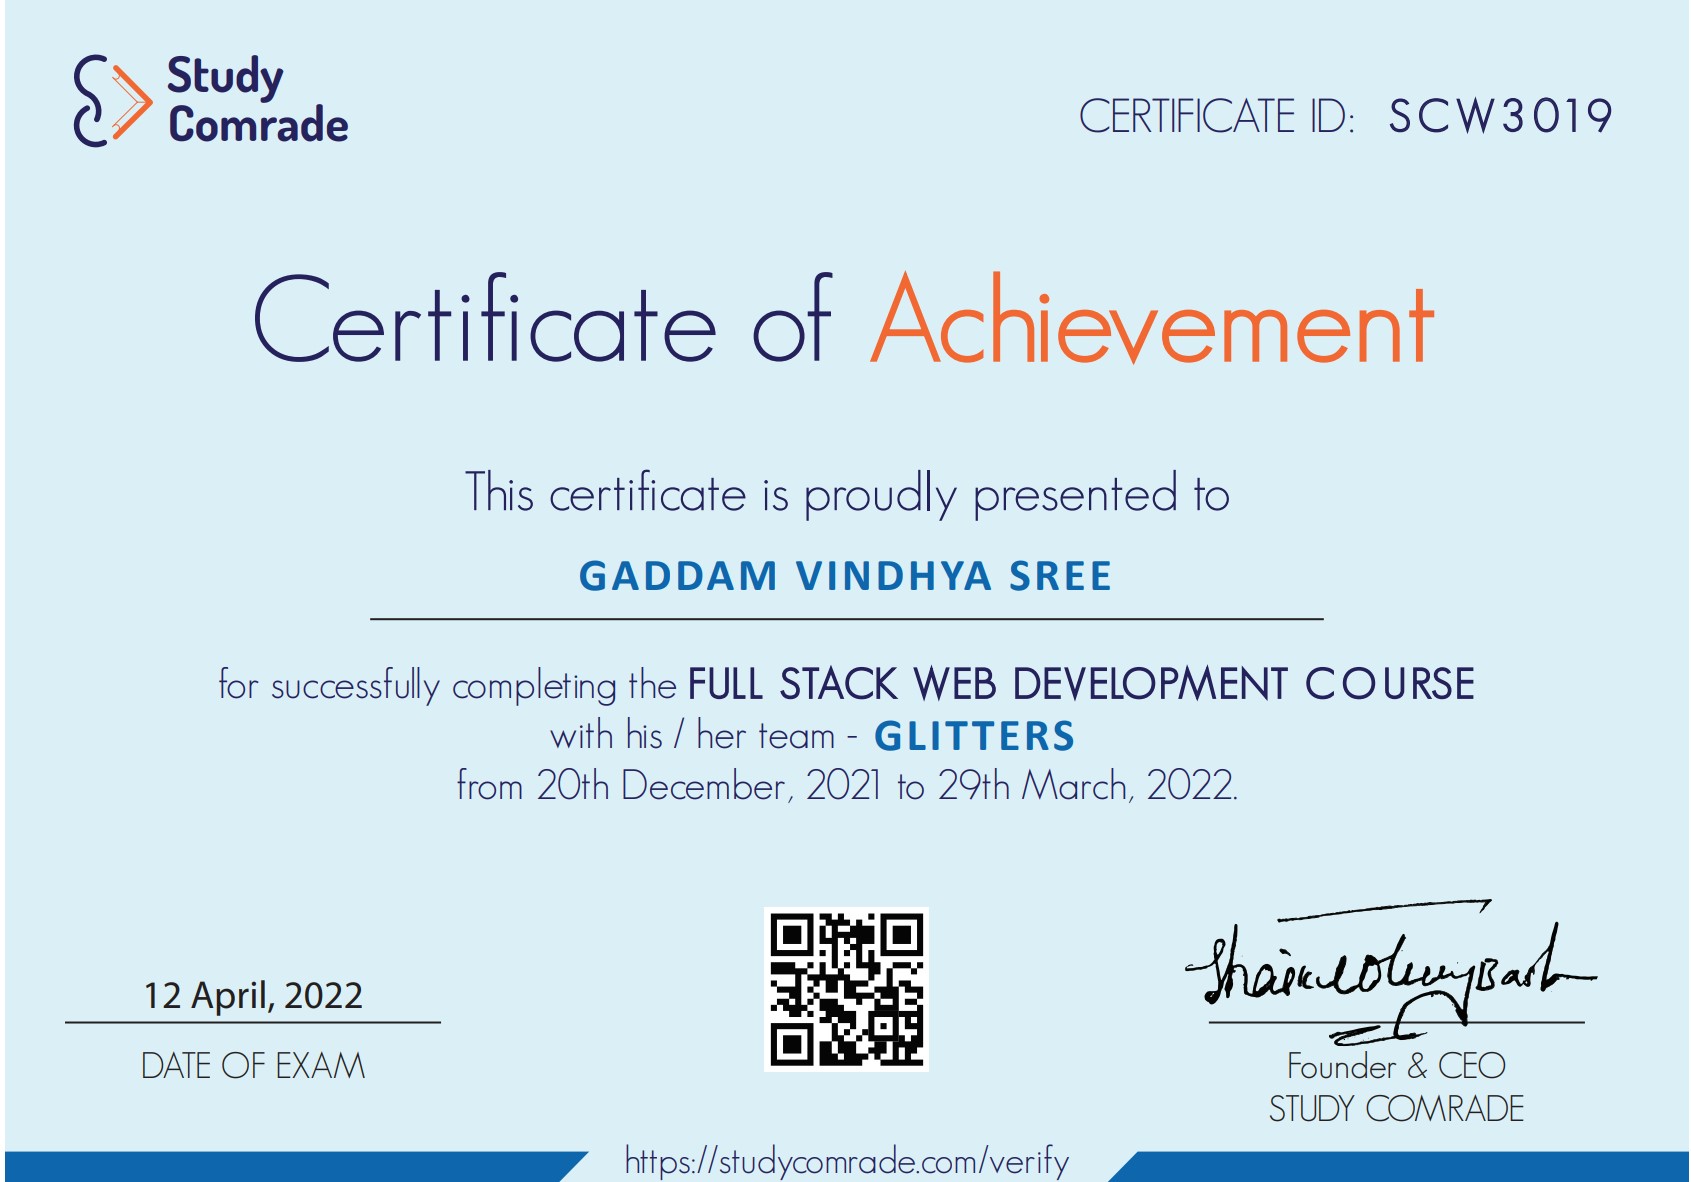 Study
Comrade
CERTIFICATE ID: SCW3019
Certificate of Achievement
This certificate is proudly presented to
GADDAM VINDHYA SREE
for successfully completing the FULL STACK WEB DEVELOPMENT COURSE
with his / her team - GLITTERS
from 20th December, 2021 to 29th March, 2022.
12 April, 2022
DATE OF EXAM
Founder & CEO
STUDY COMRADE
https://studycomrade.com/verify